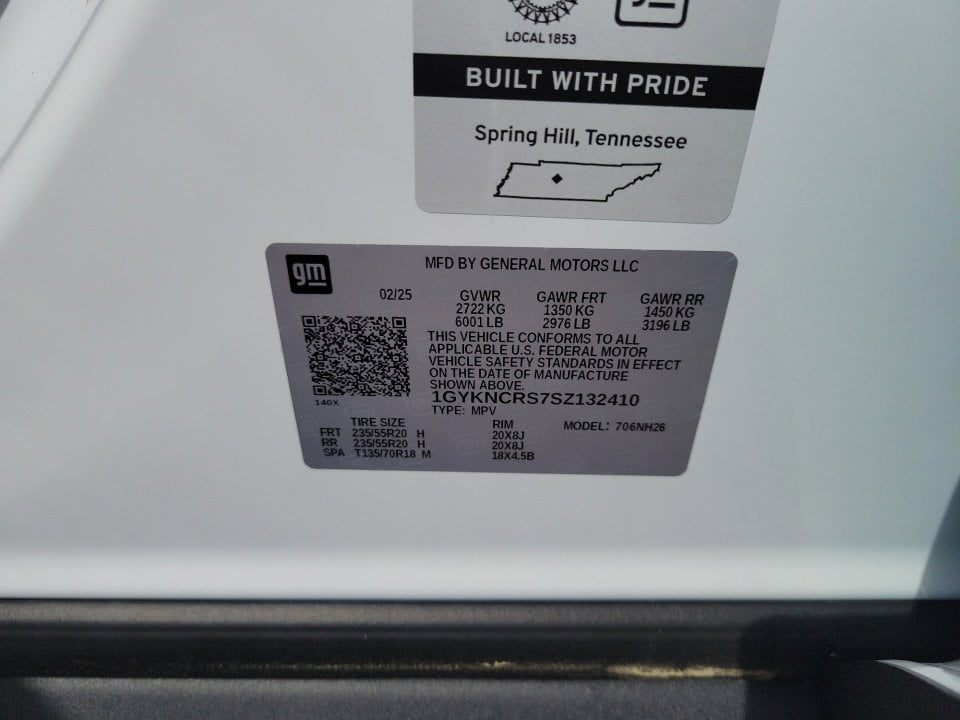 LOCAL 1853
BUILT WITH PRIDE
Spring Hill, Tennessee
gm
MFD BY GENERAL MOTORS LLC
02/25 GVWR GAWR FRT GAWR RR
2722 KG 1350 KG 1450 KG
6001 LB 2976 LB 3196 LB
THIS VEHICLE CONFORMS TO ALL
APPLICABLE U.S. FEDERAL MOTOR
VEHICLE SAFETY STANDARDS IN EFFECT
ON THE DATE OF MANUFACTURE
SHOWN ABOVE.
1GYKNCRS7SZ132410
140X
TYPE: MPV
TIRE SIZE RIM MODEL: 706NH26
FRT 235/55R20 H 20X8J
RR 235/55R20 H 20X8J
SPA T135/70R18 M 18X4.5B